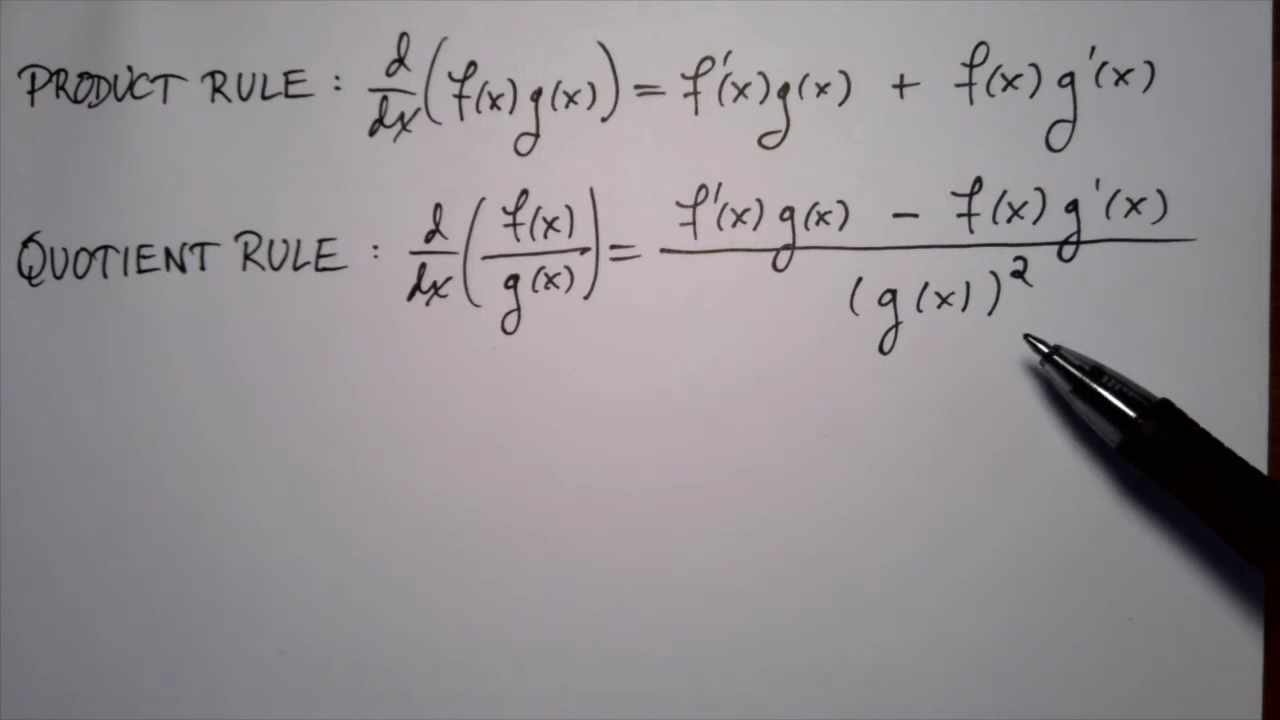 PRODUCT RULE : d/dx (f(x)g(x)) = f'(x)g(x) + f(x)g'(x)
QUOTIENT RULE : d/dx (f(x)/g(x)) = (f'(x)g(x) - f(x)g'(x))/(g(x))²